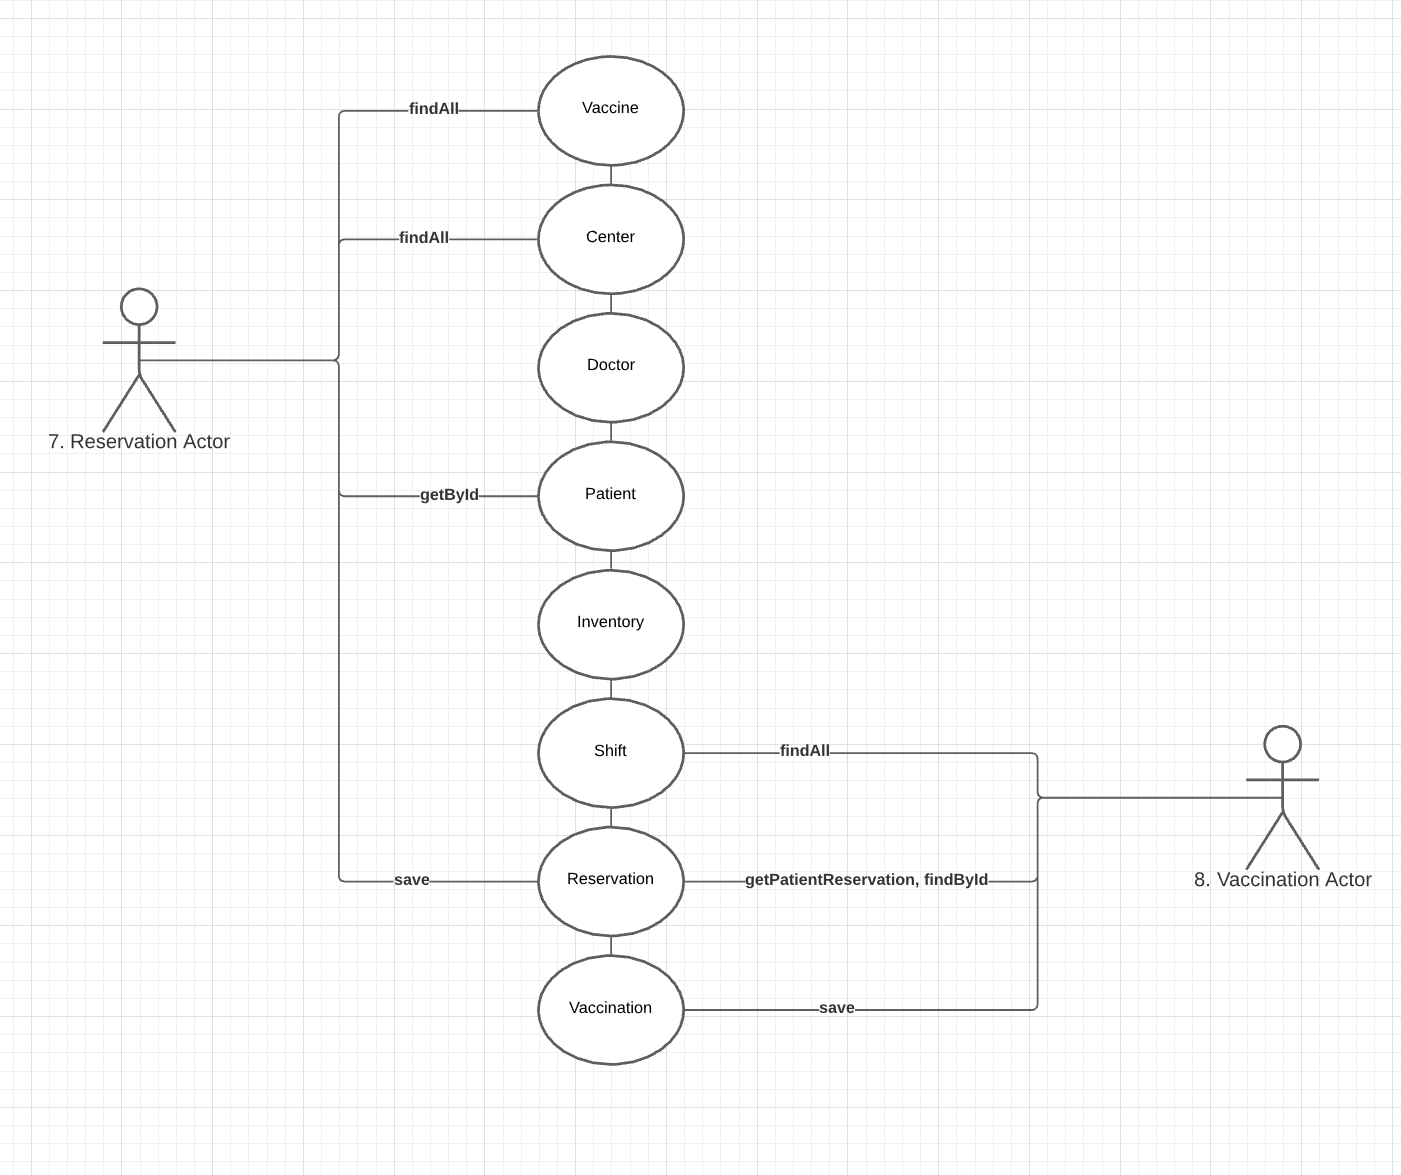 Vaccine
findAll
Center
findAll
Doctor
7. Reservation Actor
Patient
getById
Inventory
Shift
findAll
Reservation
save
getPatientReservation, findById
8. Vaccination Actor
Vaccination
save